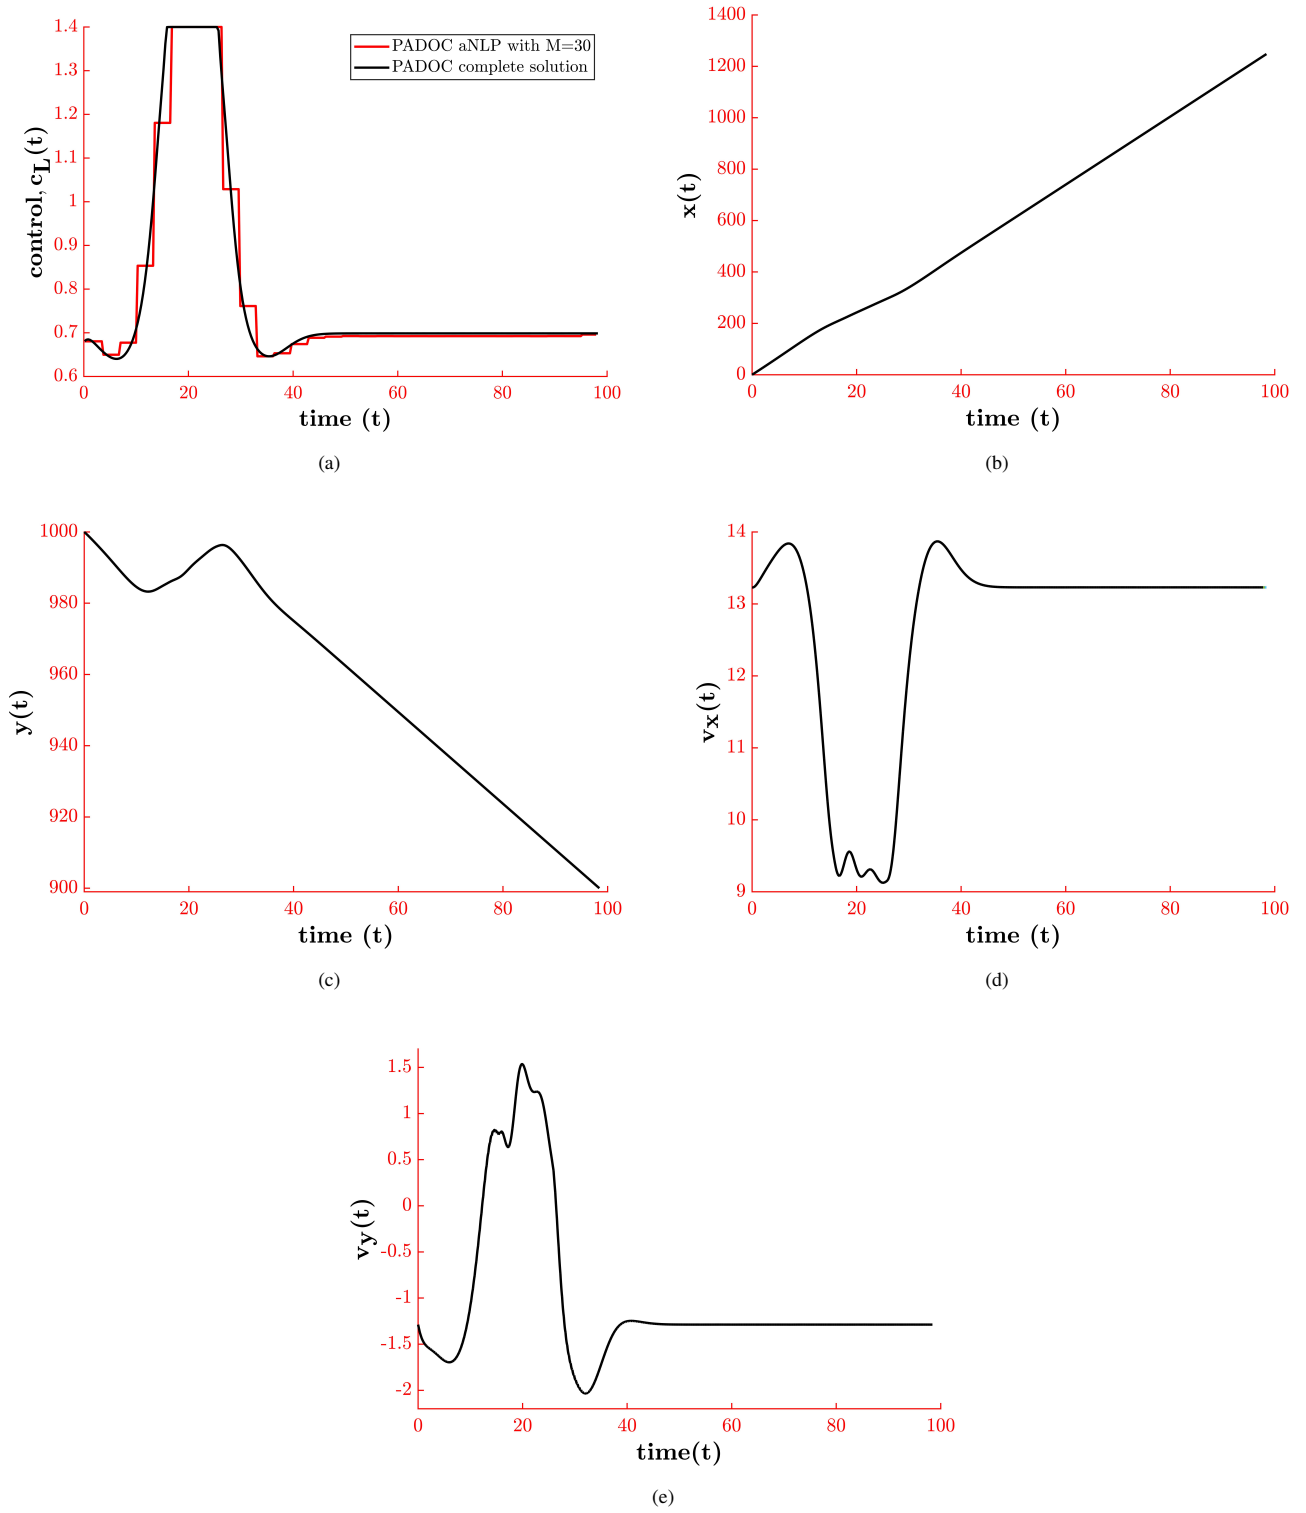 1.4
1.3
1.2
1.1
1
0.9
0.8
0.7
0.6
control, cL(t)
PADOC aNLP with M=30
PADOC complete solution
0 20 40 60 80 100
time (t)
(a)
1400
1200
1000
800
600
400
200
0
x(t)
0 20 40 60 80 100
time (t)
(b)
1000
980
960
940
920
900
y(t)
0 20 40 60 80 100
time (t)
(c)
14
13
12
11
10
9
vx(t)
0 20 40 60 80 100
time (t)
(d)
1.5
1
0.5
0
-0.5
-1
-1.5
-2
vy(t)
0 20 40 60 80 100
time(t)
(e)